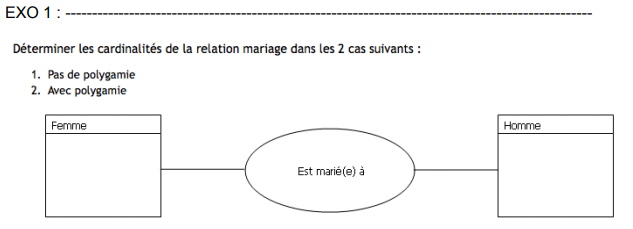 EXO 1 : ------------------------------------------------------------------------------------------------------
Déterminer les cardinalités de la relation mariage dans les 2 cas suivants :
1. Pas de polygamie
2. Avec polygamie
Femme
Est marié(e) à
Homme